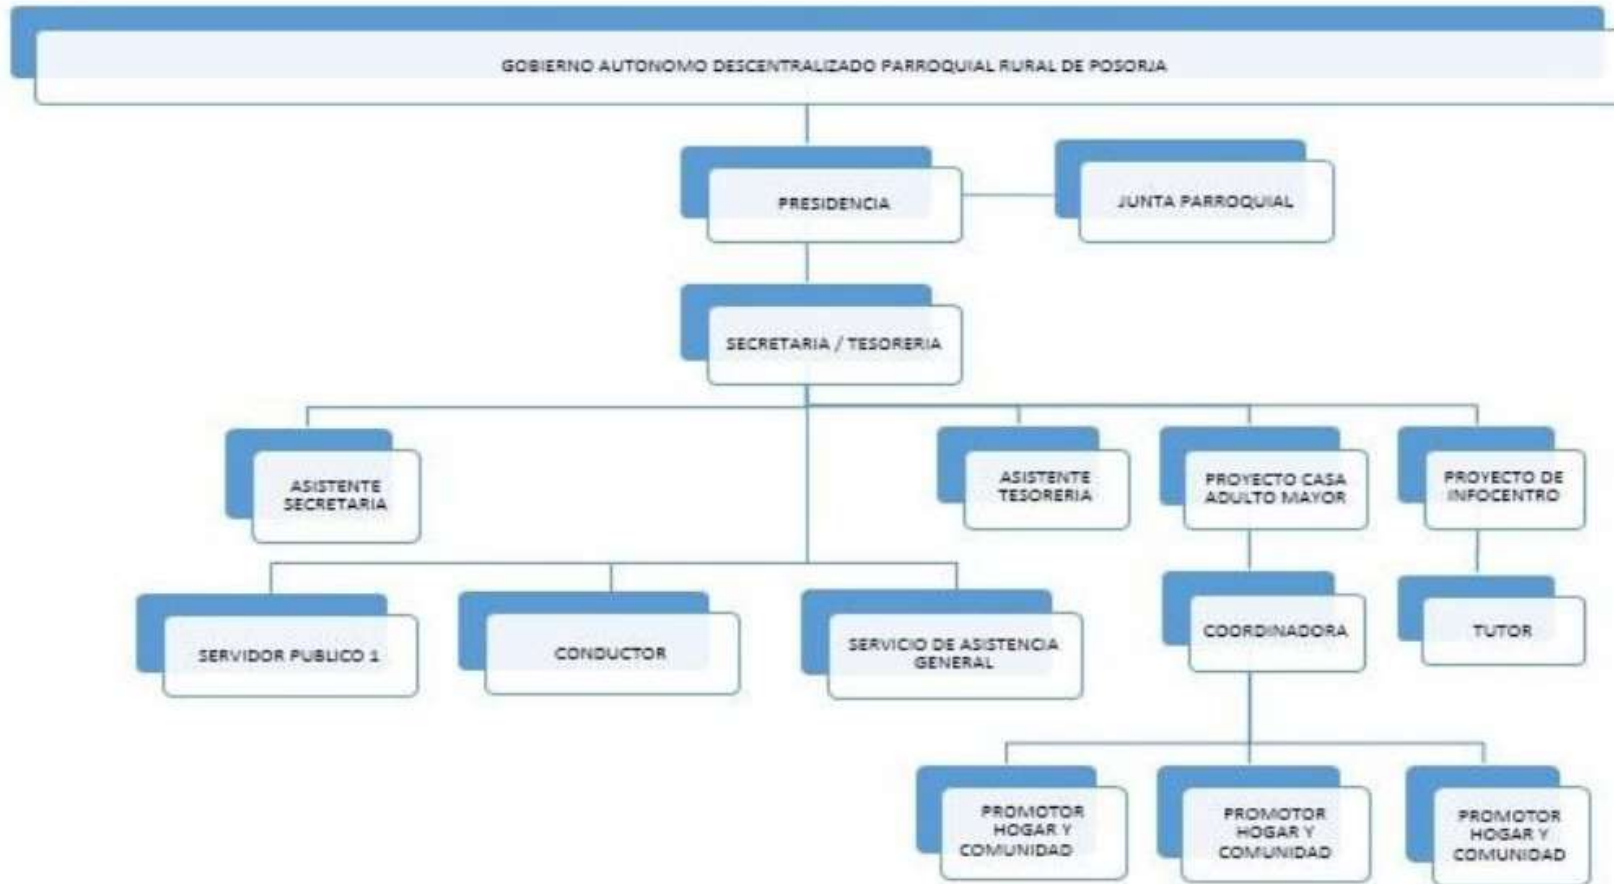 GOBIERNO AUTONOMO DESCENTRALIZADO PARROQUIAL RURAL DE POSORJA
PRESIDENCIA
JUNTA PARROQUIAL
SECRETARIA / TESORERIA
ASISTENTE
SECRETARIA
ASISTENTE
TESORERIA
PROYECTO CASA
ADULTO MAYOR
PROYECTO DE
INFOCENTRO
SERVIDOR PUBLICO 1
CONDUCTOR
SERVICIO DE ASISTENCIA
GENERAL
COORDINADORA
TUTOR
PROMOTOR
HOGAR Y
COMUNIDAD
PROMOTOR
HOGAR Y
COMUNIDAD
PROMOTOR
HOGAR Y
COMUNIDAD